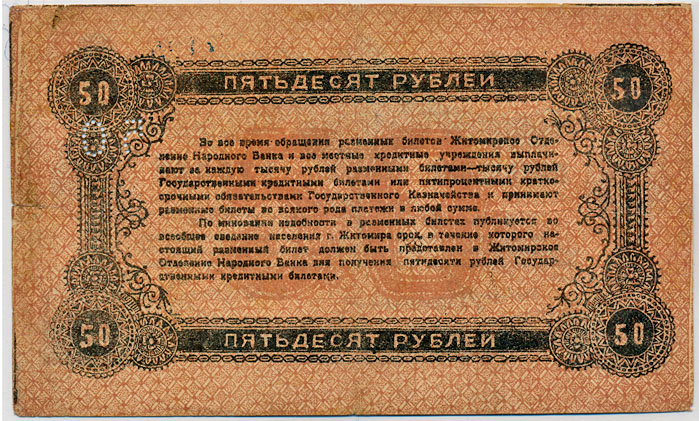 50 ПЯТЬДЕСЯТ РУБЛЕЙ 50
Во все время обращения разменных билетов Житомирское Отде-
ление Народного Банка и все местные кредитные учреждения выплачи-
вают за каждую тысячу рублей разменными билетами—тысячу рублей
Государственными кредитными билетами или пятипроцентными кратко-
срочными обязательствами Государственного Казначейства и принимают
разменные билеты во всякого рода платежи в любой сумме.
По миновании надобности в разменных билетах публикуется во
всеобщее сведение населения г. Житомира срок, в течение которого на-
стоящий разменный билет должен быть представлен в Житомирское
Отделение Народного Банка для получения пятидесяти рублей Государ-
ственными кредитными билетами.
50 ПЯТЬДЕСЯТ РУБЛЕЙ 50